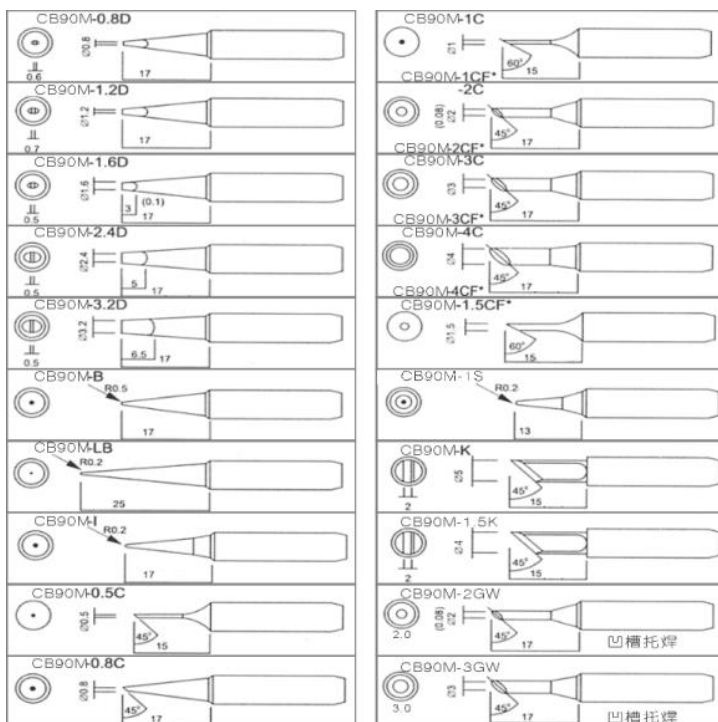 CB90M-0.8D
Ø0.8
17
0.6
CB90M-1.2D
Ø1.2
17
0.7
CB90M-1.6D
Ø1.6
3
(0.1)
17
0.5
CB90M-2.4D
Ø2.4
5
17
0.5
CB90M-3.2D
Ø3.2
6.5
17
0.5
CB90M-B
R0.5
17
CB90M-LB
R0.2
25
CB90M-I
R0.2
17
CB90M-0.5C
Ø0.5
45°
15
CB90M-0.8C
Ø0.8
45°
17
CB90M-1C
Ø1
60°
15
CB90M-1CF*
-2C
(0.08)
Ø2
45°
17
CB90M-2CF*
CB90M-3C
Ø3
45°
17
CB90M-3CF*
CB90M-4C
Ø4
45°
17
CB90M-4CF*
CB90M-1.5CF*
Ø1.5
60°
15
CB90M-1S
R0.2
13
CB90M-K
Ø5
45°
15
2
CB90M-1.5K
Ø4
45°
15
2
CB90M-2GW
(0.08)
Ø2
45°
17
2.0
凹槽托焊
CB90M-3GW
Ø3
45°
17
3.0
凹槽托焊